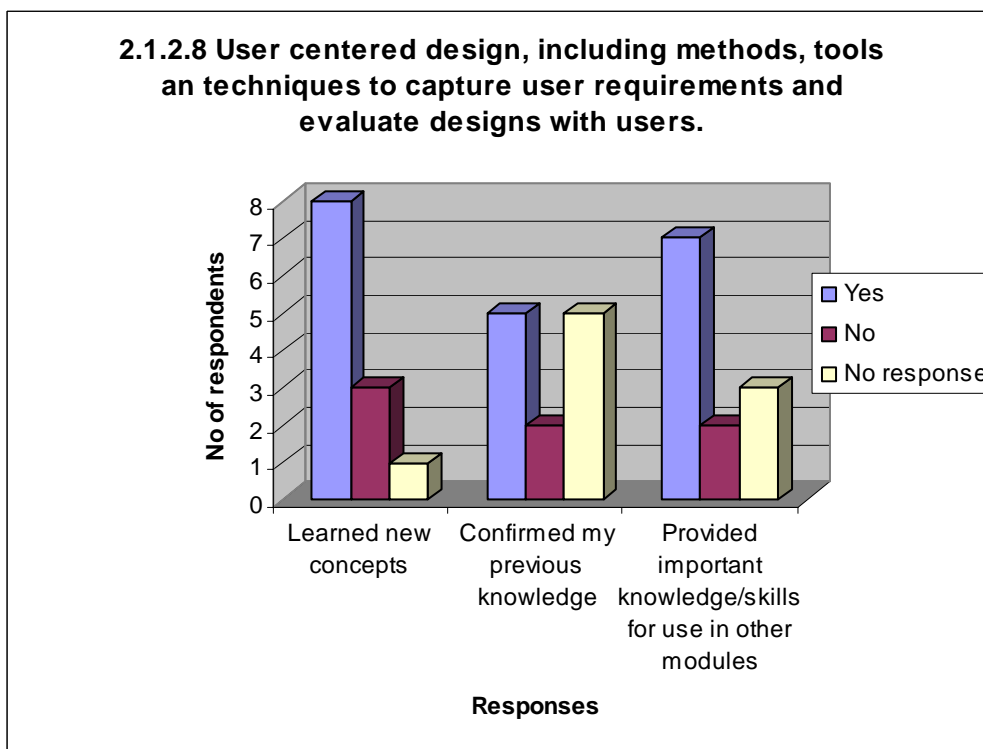 2.1.2.8 User centered design, including methods, tools
an techniques to capture user requirements and
evaluate designs with users.
8
7
6
5
4
3
2
1
0
No of respondents
Learned new
concepts
Confirmed my
previous
knowledge
Provided
important
knowledge/skills
for use in other
modules
Responses
Yes
No
No response